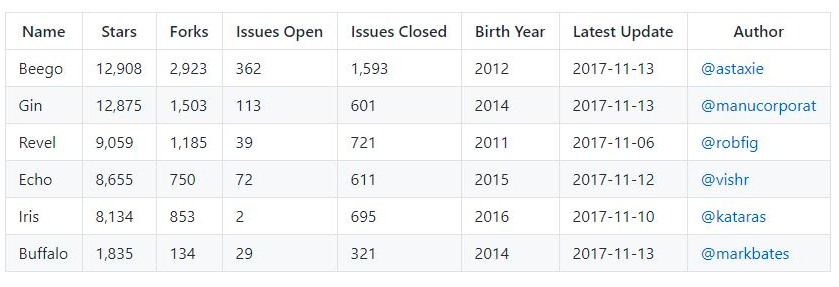 Name Stars Forks Issues Open Issues Closed Birth Year Latest Update Author
Beego 12,908 2,923 362 1,593 2012 2017-11-13 @astaxie
Gin 12,875 1,503 113 601 2014 2017-11-13 @manucorporat
Revel 9,059 1,185 39 721 2011 2017-11-06 @robfig
Echo 8,655 750 72 611 2015 2017-11-12 @vishr
Iris 8,134 853 2 695 2016 2017-11-10 @kataras
Buffalo 1,835 134 29 321 2014 2017-11-13 @markbates